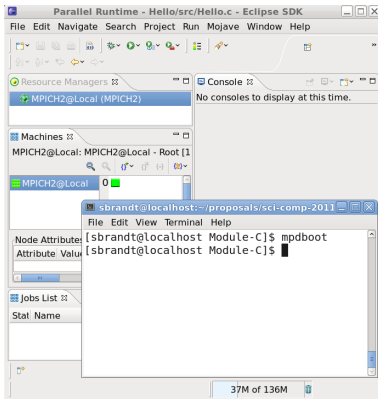 Parallel Runtime - Hello/src/Hello.c - Eclipse SDK
File Edit Navigate Search Project Run Mojave Window Help
Resource Managers
Console
MPICH2@Local (MPICH2)
No consoles to display at this time.
Machines
MPICH2@Local: MPICH2@Local - Root [1
MPICH2@Local
0
sbrandt@localhost:~/proposals/sci-comp-2011
File Edit View Terminal Help
Node Attributes
Attribute Value
[sbrandt@localhost Module-C]$ mpdboot
[sbrandt@localhost Module-C]$
Jobs List
Stat Name
37M of 136M